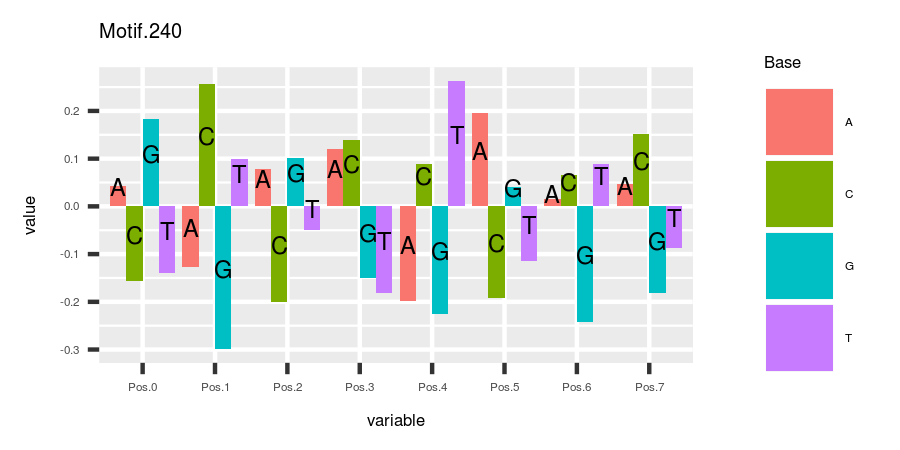 Motif.240
Base
A
C
G
T
value
0.2
0.1
0.0
-0.1
-0.2
-0.3
A C G T A C G T A C G T A C G T A C G T A C G T A C G T A C G T
Pos.0 Pos.1 Pos.2 Pos.3 Pos.4 Pos.5 Pos.6 Pos.7
variable